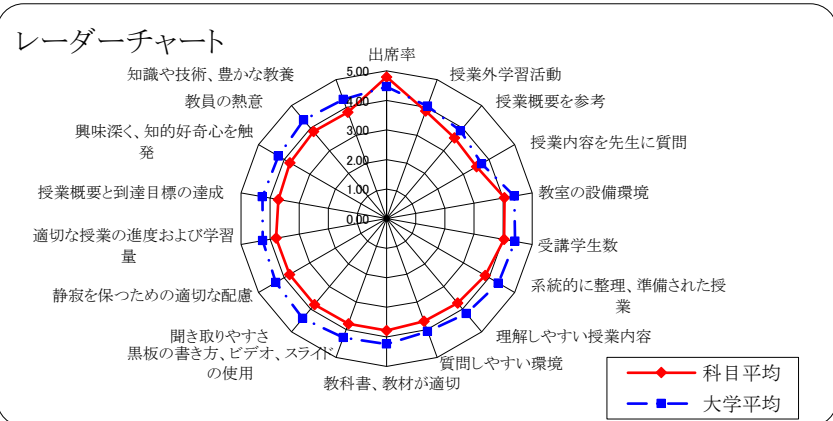 レーダーチャート
出席率
授業外学習活動
授業概要を参考
授業内容を先生に質問
教室の設備環境
受講学生数
系統的に整理、準備された授
業
理解しやすい授業内容
質問しやすい環境
教科書、教材が適切
黒板の書き方、ビデオ、スライド
の使用
聞き取りやすさ
静寂を保つための適切な配慮
適切な授業の進度および学習
量
授業概要と到達目標の達成
興味深く、知的好奇心を触
発
教員の熱意
知識や技術、豊かな教養
5.00
4.00
3.00
2.00
1.00
0.00
科目平均
大学平均